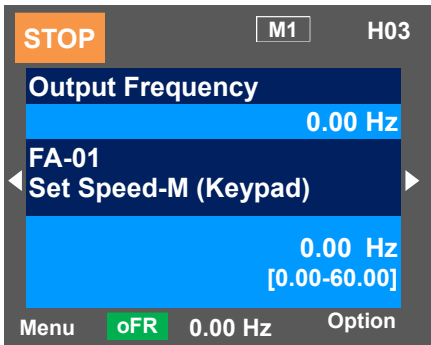 STOP M1 H03
Output Frequency
0.00 Hz
FA-01
Set Speed-M (Keypad)
0.00 Hz
[0.00-60.00]
Menu oFR 0.00 Hz Option